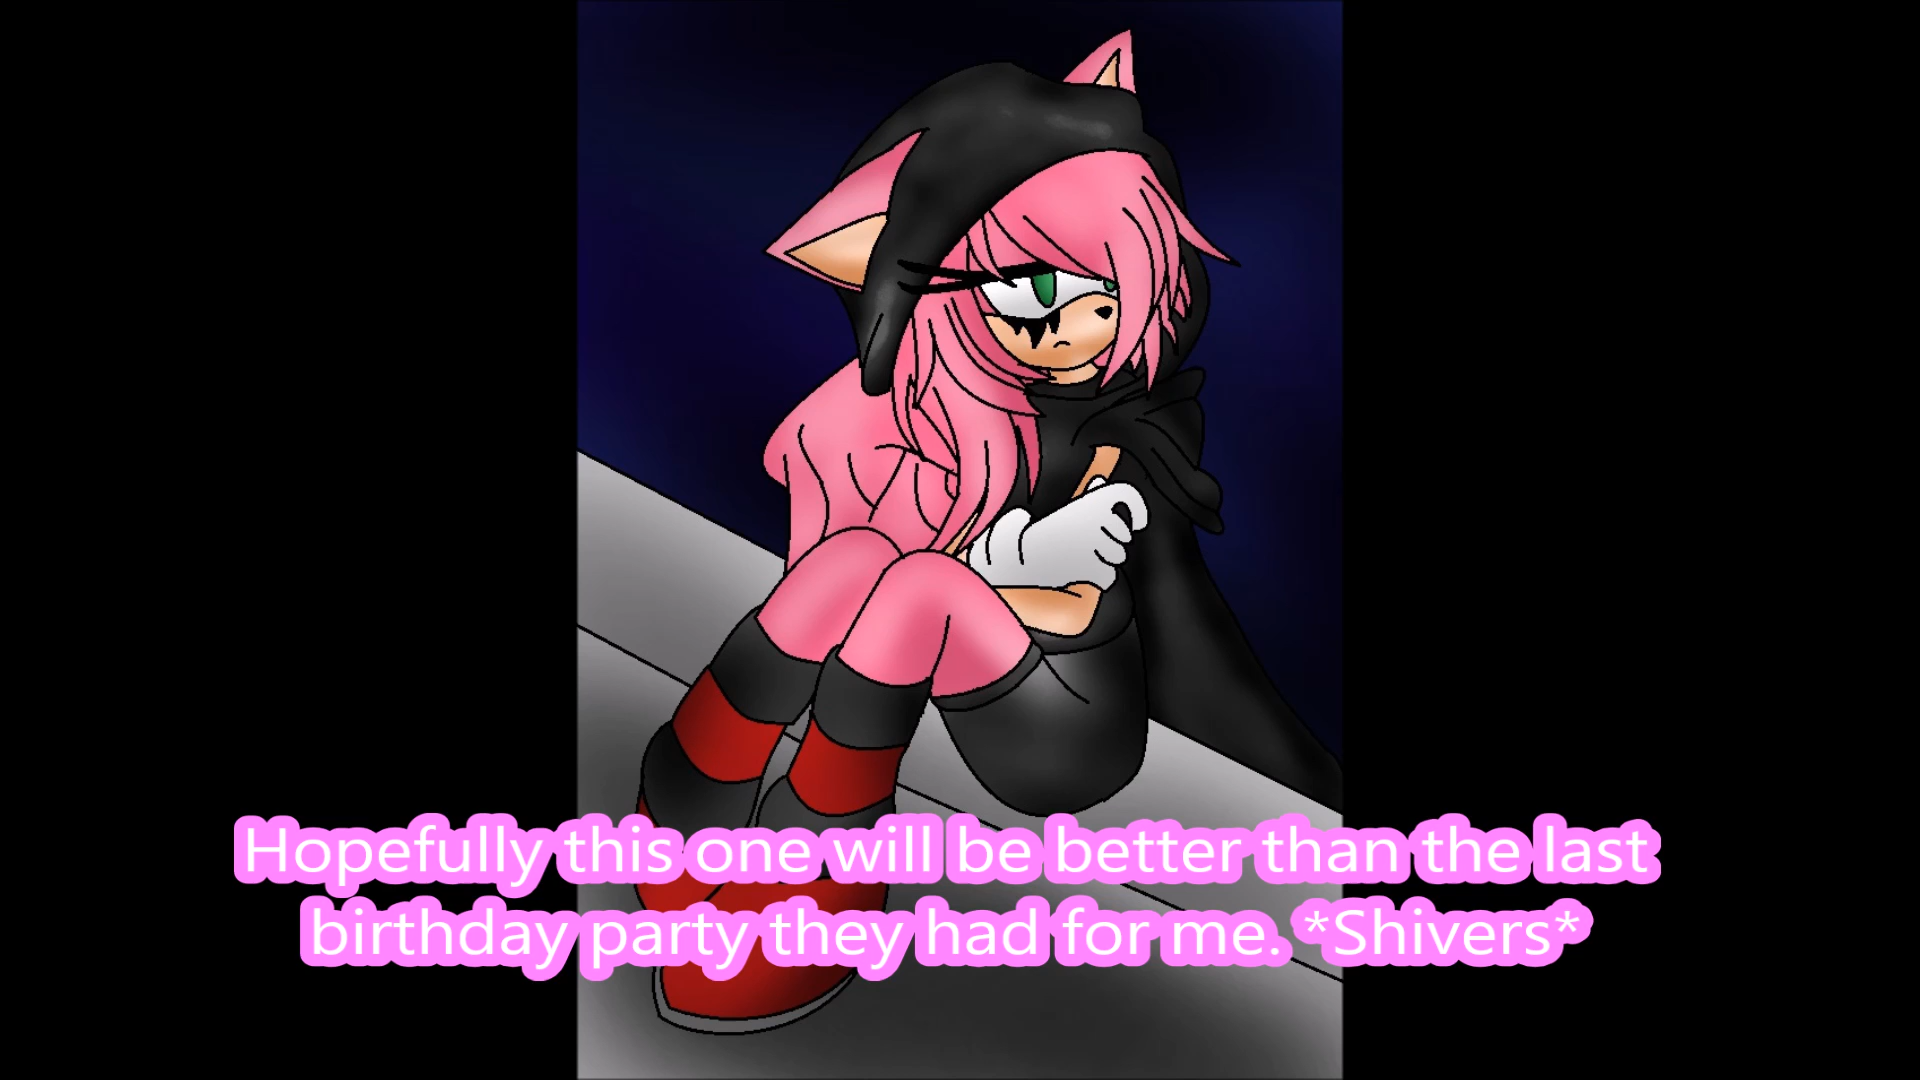 Hopefully this one will be better than the last
birthday party they had for me. *Shivers*